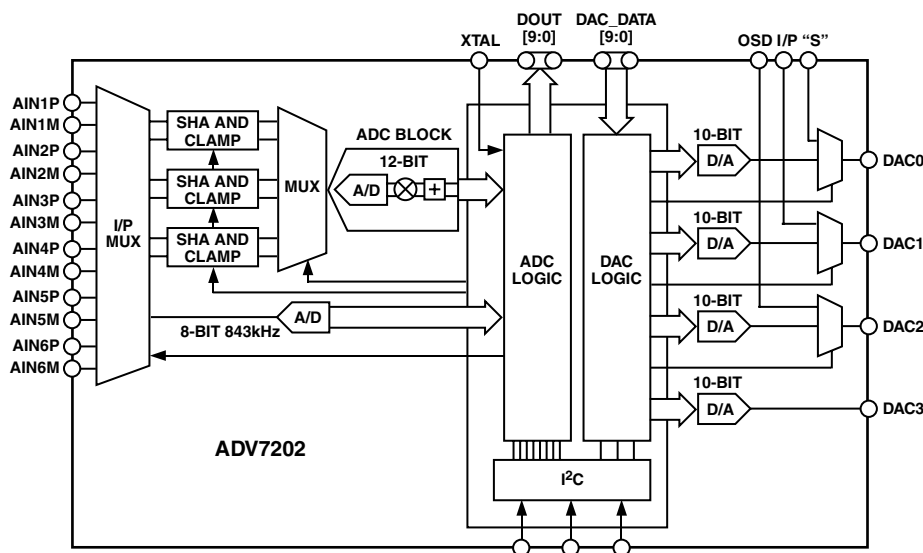 DOUT
[9:0]
DAC_DATA
[9:0]
XTAL
OSD I/P “S”
AIN1P
AIN1M
AIN2P
AIN2M
AIN3P
AIN3M
AIN4P
AIN4M
AIN5P
AIN5M
AIN6P
AIN6M
I/P
MUX
SHA AND
CLAMP
SHA AND
CLAMP
SHA AND
CLAMP
MUX
ADC BLOCK
12-BIT
A/D
A/D
8-BIT 843kHz
ADC
LOGIC
DAC
LOGIC
10-BIT
D/A
DAC0
10-BIT
D/A
DAC1
10-BIT
D/A
DAC2
10-BIT
D/A
DAC3
ADV7202
I2C